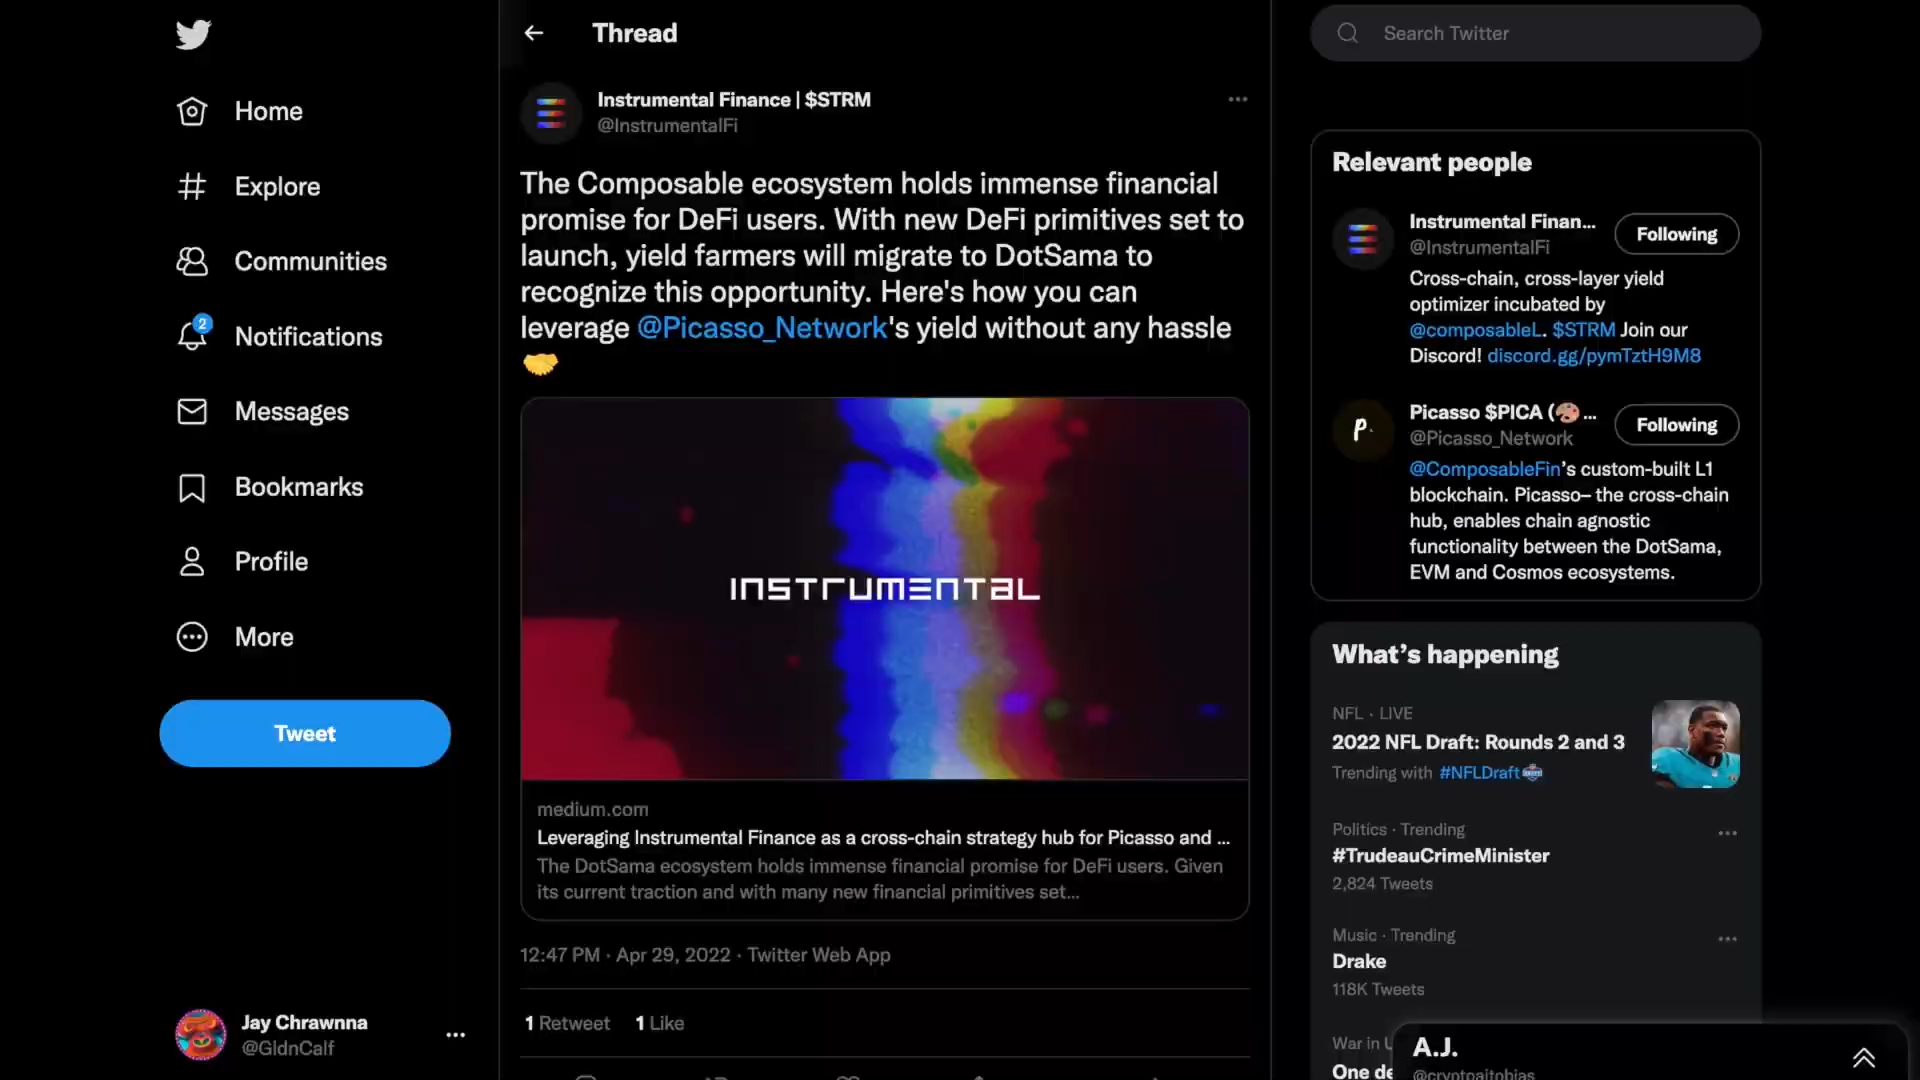 Home
Explore
Communities
2
Notifications
Messages
Bookmarks
Profile
More
Tweet
Jay Chrawnna
@GldnCalf
Thread
Instrumental Finance | $STRM
@InstrumentalFi
The Composable ecosystem holds immense financial
promise for DeFi users. With new DeFi primitives set to
launch, yield farmers will migrate to DotSama to
recognize this opportunity. Here's how you can
leverage @Picasso_Network's yield without any hassle
INSTRUMENTAL
medium.com
Leveraging Instrumental Finance as a cross-chain strategy hub for Picasso and ...
The DotSama ecosystem holds immense financial promise for DeFi users. Given
its current traction and with many new financial primitives set...
12:47 PM · Apr 29, 2022 · Twitter Web App
1 Retweet 1 Like
Search Twitter
Relevant people
Instrumental Finan...
Following
@InstrumentalFi
Cross-chain, cross-layer yield
optimizer incubated by
@composableL. $STRM Join our
Discord! discord.gg/pymTztH9M8
P.
Picasso $PICA (🎨 ...
Following
@Picasso_Network
@ComposableFin's custom-built L1
blockchain. Picasso– the cross-chain
hub, enables chain agnostic
functionality between the DotSama,
EVM and Cosmos ecosystems.
What's happening
NFL · LIVE
2022 NFL Draft: Rounds 2 and 3
Trending with #NFLDraft
Politics · Trending
#TrudeauCrimeMinister
2,824 Tweets
Music · Trending
Drake
118K Tweets
War in U
One de
A.J.
@cryptoaitobias